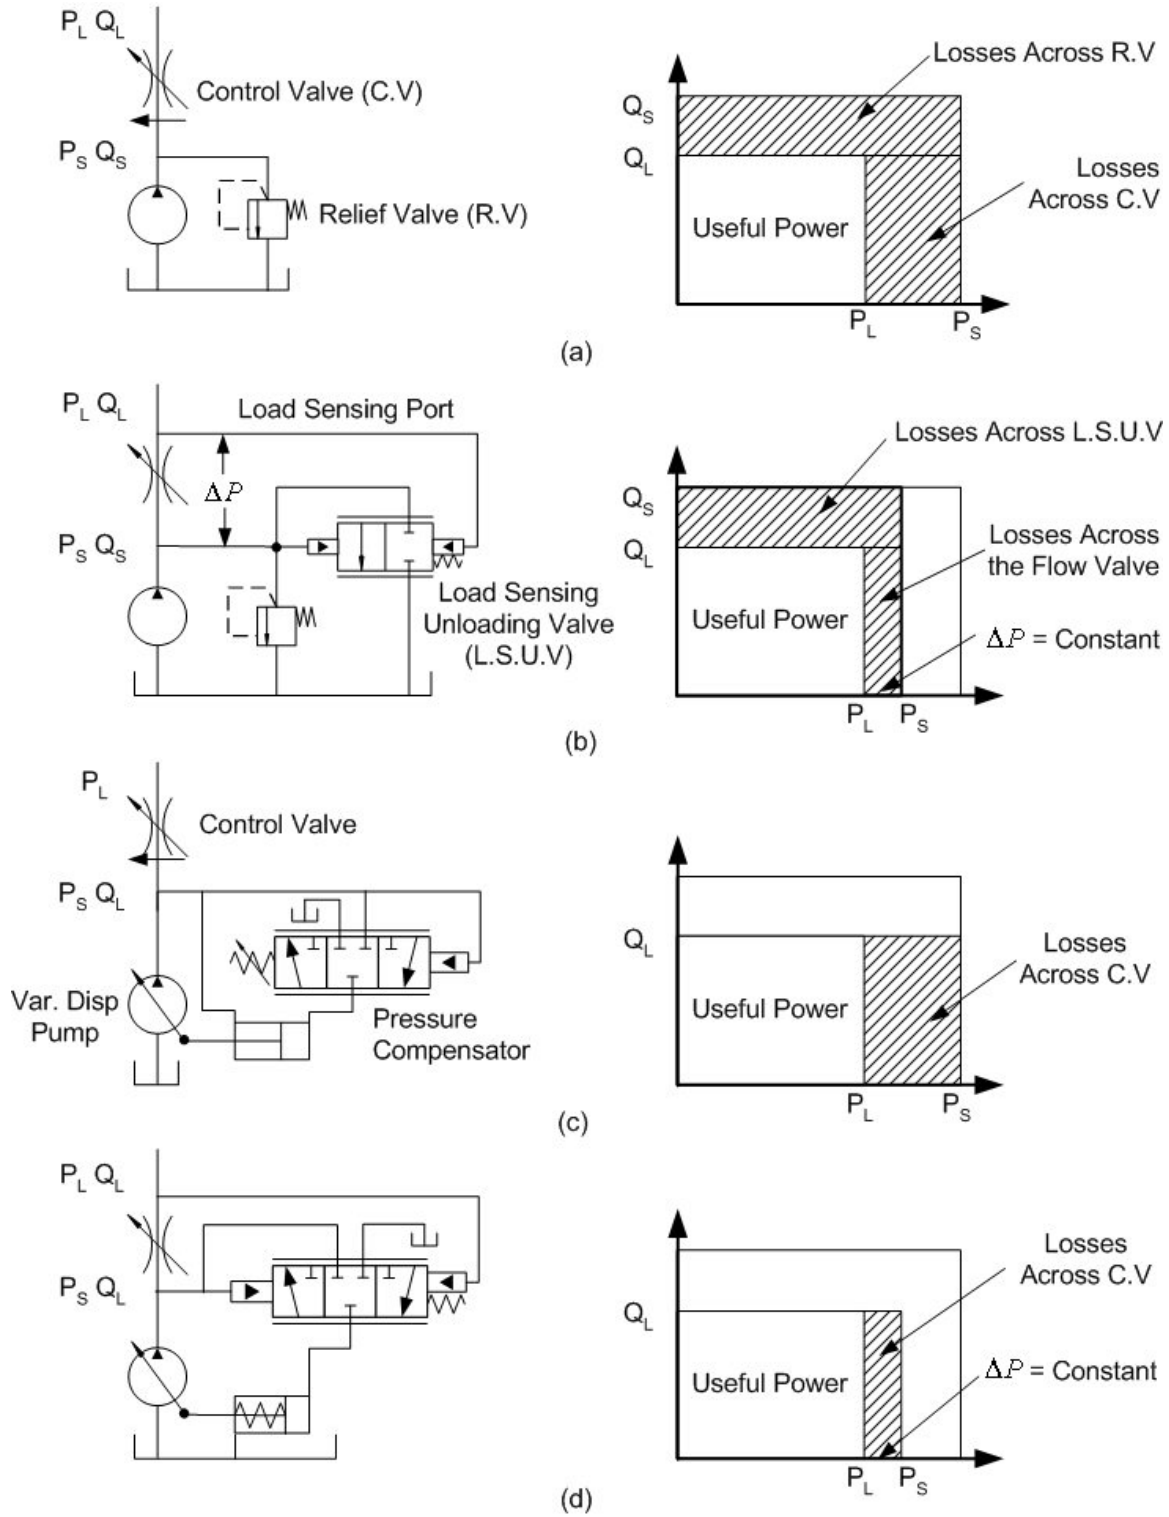 P_L Q_L
Control Valve (C.V)
P_S Q_S
Relief Valve (R.V)
Losses Across R.V
Q_S
Q_L
Losses
Across C.V
Useful Power
P_L
P_S
(a)
P_L Q_L
Load Sensing Port
ΔP
P_S Q_S
Load Sensing
Unloading Valve
(L.S.U.V)
Losses Across L.S.U.V
Q_S
Q_L
Losses Across
the Flow Valve
Useful Power
ΔP = Constant
P_L
P_S
(b)
P_L
Control Valve
P_S Q_L
Var. Disp
Pump
Pressure
Compensator
Q_L
Losses
Across C.V
Useful Power
P_L
P_S
(c)
P_L Q_L
P_S Q_L
Losses
Across C.V
Q_L
Useful Power
ΔP = Constant
P_L
P_S
(d)